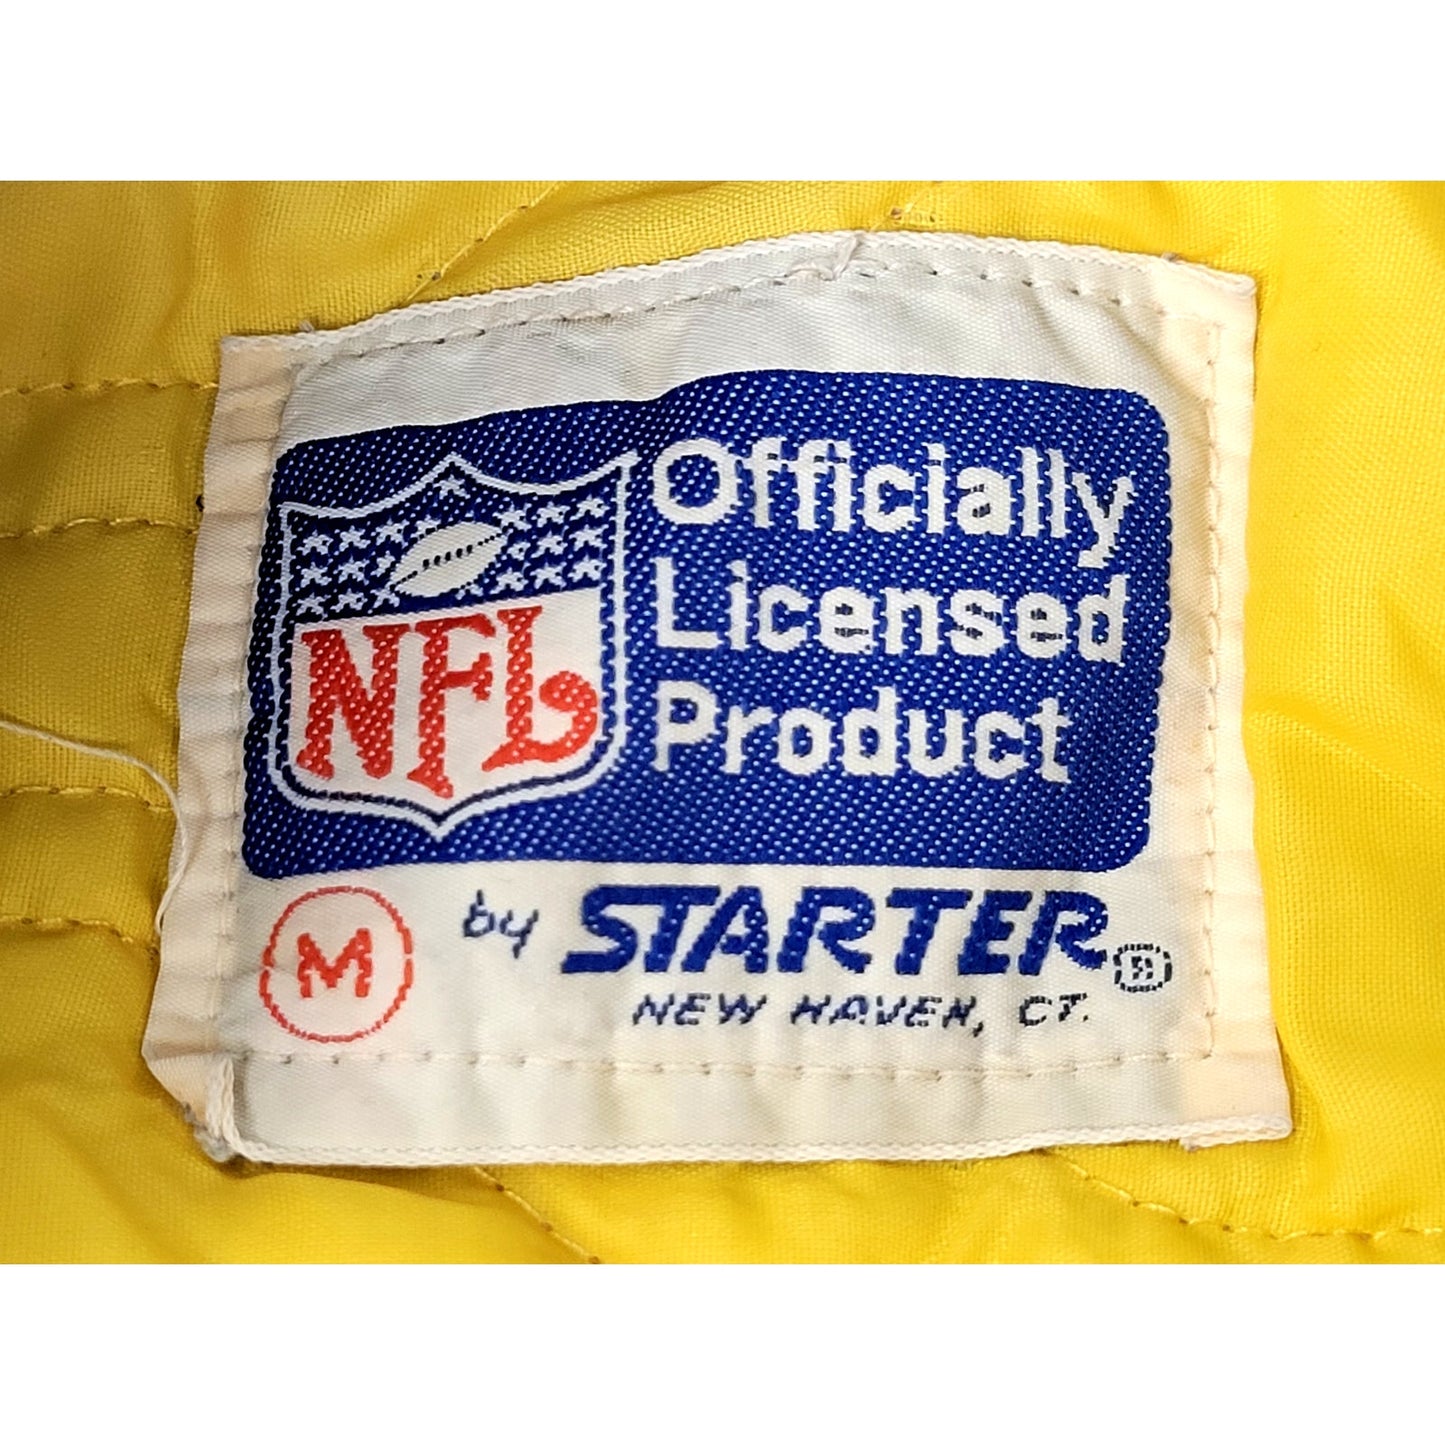 NFL
Officially
Licensed
Product
M
by STARTER®
NEW HAVEN, CT.